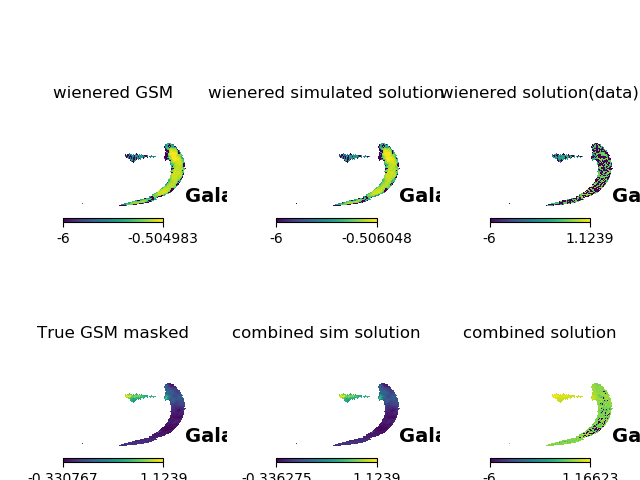 wienered GSM wienered simulated solution wienered solution(data)
Gala Gala Ga
-6 -0.504983 -6 -0.506048 -6 1.1239
True GSM masked combined sim solution combined solution
Gala Gala Ga
-0.330767 1.1239 -0.336275 1.1239 -6 1.16623